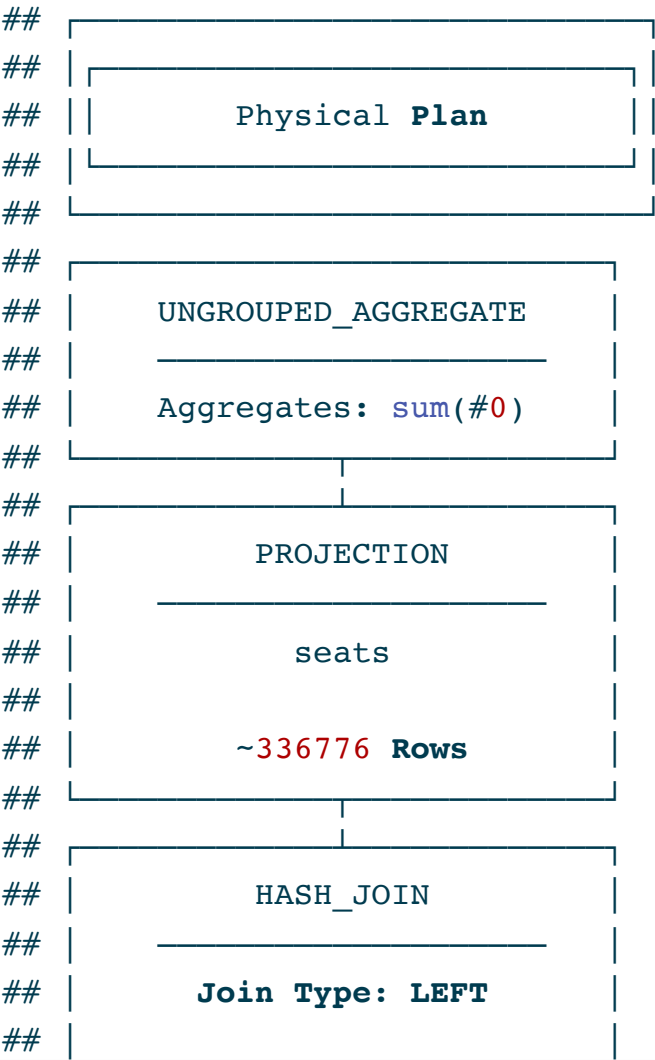 ##
##
## Physical Plan
##
##
##
## UNGROUPED_AGGREGATE
##
## Aggregates: sum(#0)
##
##
## PROJECTION
##
## seats
##
## ~336776 Rows
##
##
## HASH_JOIN
##
## Join Type: LEFT
##